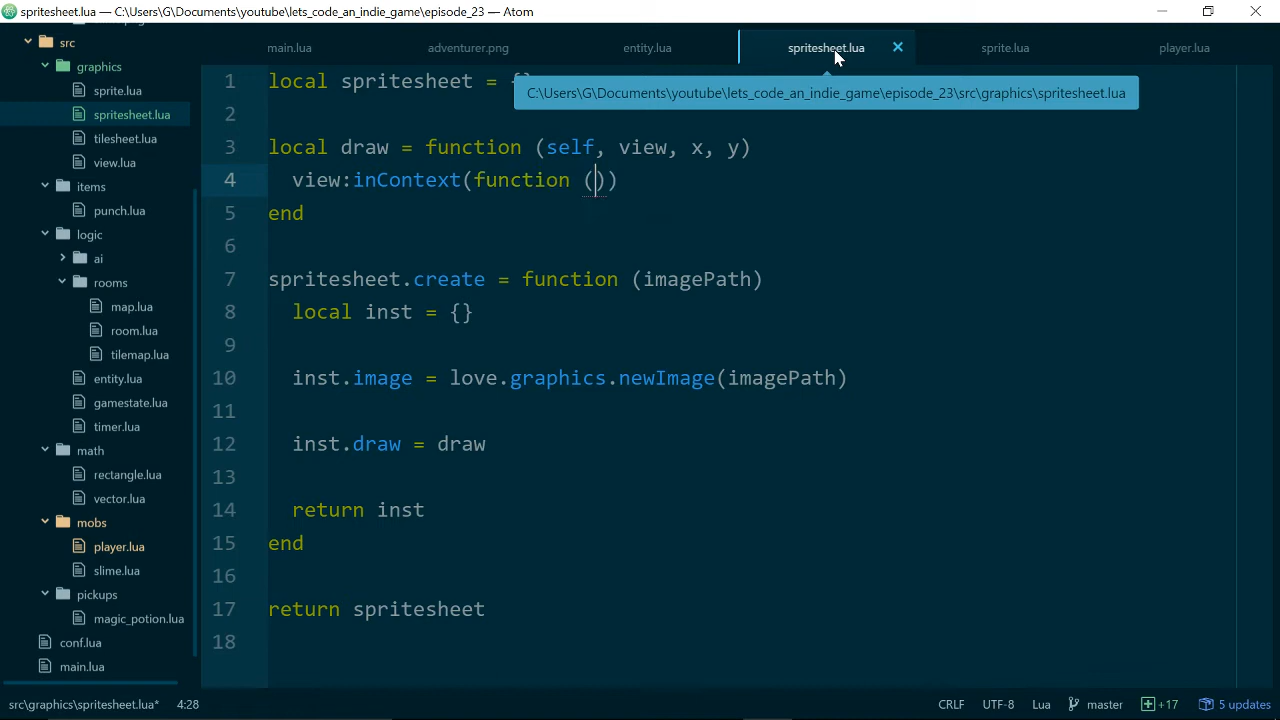 spritesheet.lua — C:\Users\G\Documents\youtube\lets_code_an_indie_game\episode_23 — Atom
src
graphics
sprite.lua
spritesheet.lua
tilesheet.lua
view.lua
items
punch.lua
logic
ai
rooms
map.lua
room.lua
tilemap.lua
entity.lua
gamestate.lua
timer.lua
math
rectangle.lua
vector.lua
mobs
player.lua
slime.lua
pickups
magic_potion.lua
conf.lua
main.lua
main.lua adventurer.png entity.lua spritesheet.lua sprite.lua player.lua
C:\Users\G\Documents\youtube\lets_code_an_indie_game\episode_23\src\graphics\spritesheet.lua
1 local spritesheet = {}
2
3 local draw = function (self, view, x, y)
4 view:inContext(function ())
5 end
6
7 spritesheet.create = function (imagePath)
8 local inst = {}
9
10 inst.image = love.graphics.newImage(imagePath)
11
12 inst.draw = draw
13
14 return inst
15 end
16
17 return spritesheet
18
src\graphics\spritesheet.lua* 4:28 CRLF UTF-8 Lua master +17 5 updates